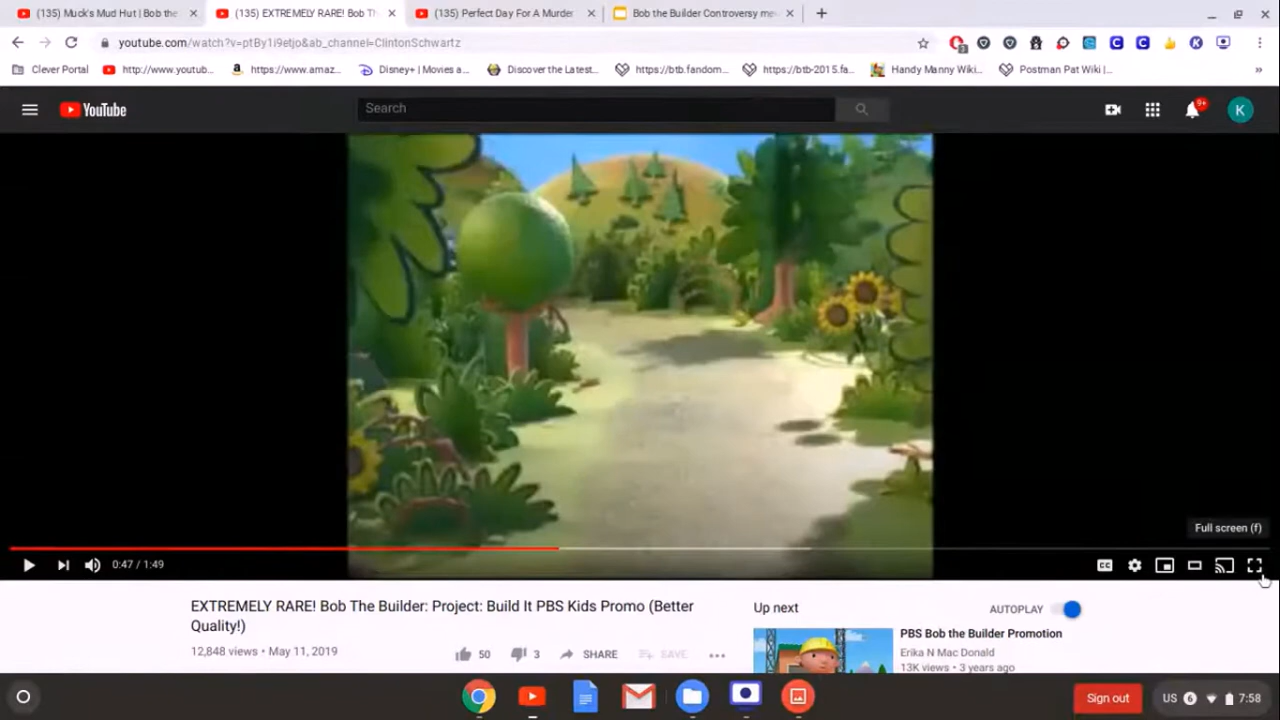 (135) Muck's Mud Hut | Bob the
(135) EXTREMELY RARE! Bob Th
(135) Perfect Day For A Murder
Bob the Builder Controversy me
youtube.com/watch?v=ptBy1i9etjo&ab_channel=ClintonSchwartz
Clever Portal
http://www.youtub...
https://www.amaz...
Disney+ | Movies a...
Discover the Latest...
https://btb.fandom...
https://btb-2015.fa...
Handy Manny Wiki...
Postman Pat Wiki |...
»
YouTube
Search
9+
K
Full screen (f)
0:47 / 1:49
CC
EXTREMELY RARE! Bob The Builder: Project: Build It PBS Kids Promo (Better
Quality!)
12,848 views • May 11, 2019
50
3
SHARE
SAVE
Up next
AUTOPLAY
PBS Bob the Builder Promotion
Erika N Mac Donald
13K views • 3 years ago
Sign out
US
6
7:58